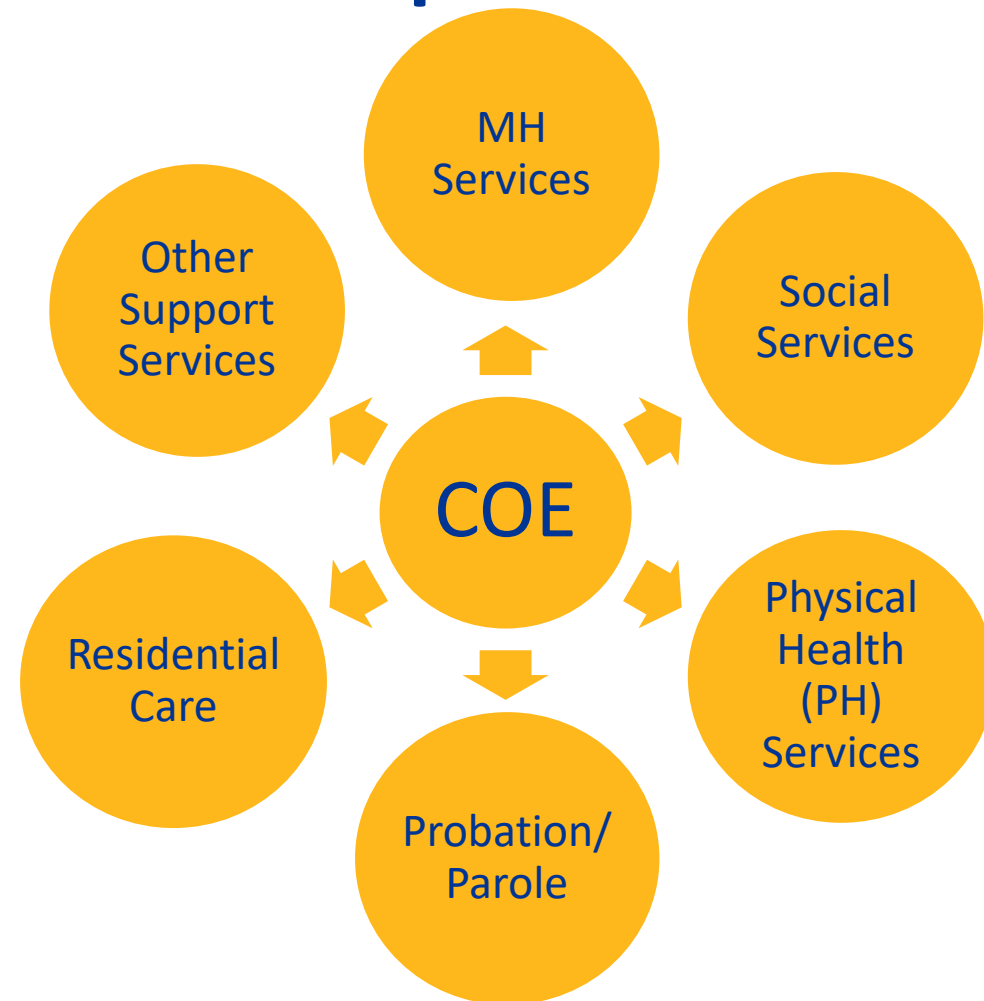 MH
Services
Social
Services
Physical
Health
(PH)
Services
Probation/
Parole
Residential
Care
Other
Support
Services
COE